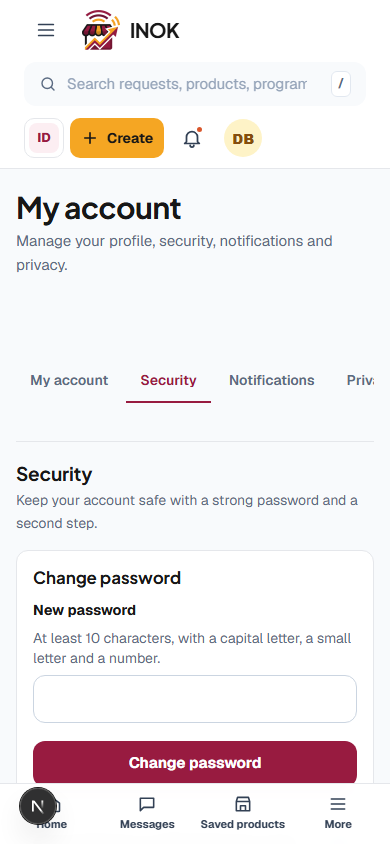 INOK
Search requests, products, program
/
ID
+ Create
DB
My account
Manage your profile, security, notifications and
privacy.
My account
Security
Notifications
Priva
Security
Keep your account safe with a strong password and a
second step.
Change password
New password
At least 10 characters, with a capital letter, a small
letter and a number.
Change password
N
Home
Messages
Saved products
More